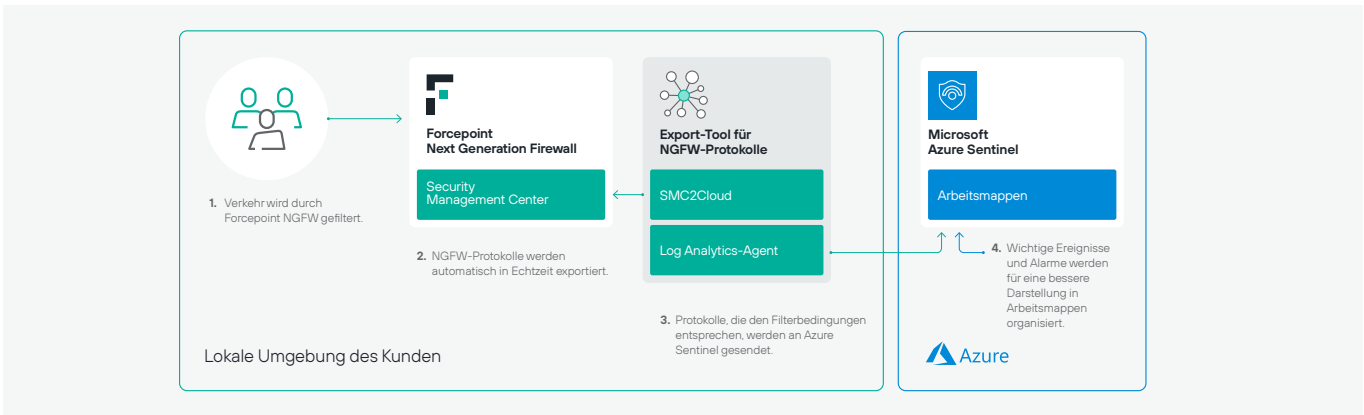 1. Verkehr wird durch
Forcepoint NGFW gefiltert.
Forcepoint
Next Generation Firewall
Security
Management Center
2. NGFW-Protokolle werden
automatisch in Echtzeit exportiert.
Export-Tool für
NGFW-Protokolle
SMC2Cloud
Log Analytics-Agent
3. Protokolle, die den Filterbedingungen
entsprechen, werden an Azure
Sentinel gesendet.
Lokale Umgebung des Kunden
Microsoft
Azure Sentinel
Arbeitsmappen
4. Wichtige Ereignisse
und Alarme werden
für eine bessere
Darstellung in
Arbeitsmappen
organisiert.
Azure